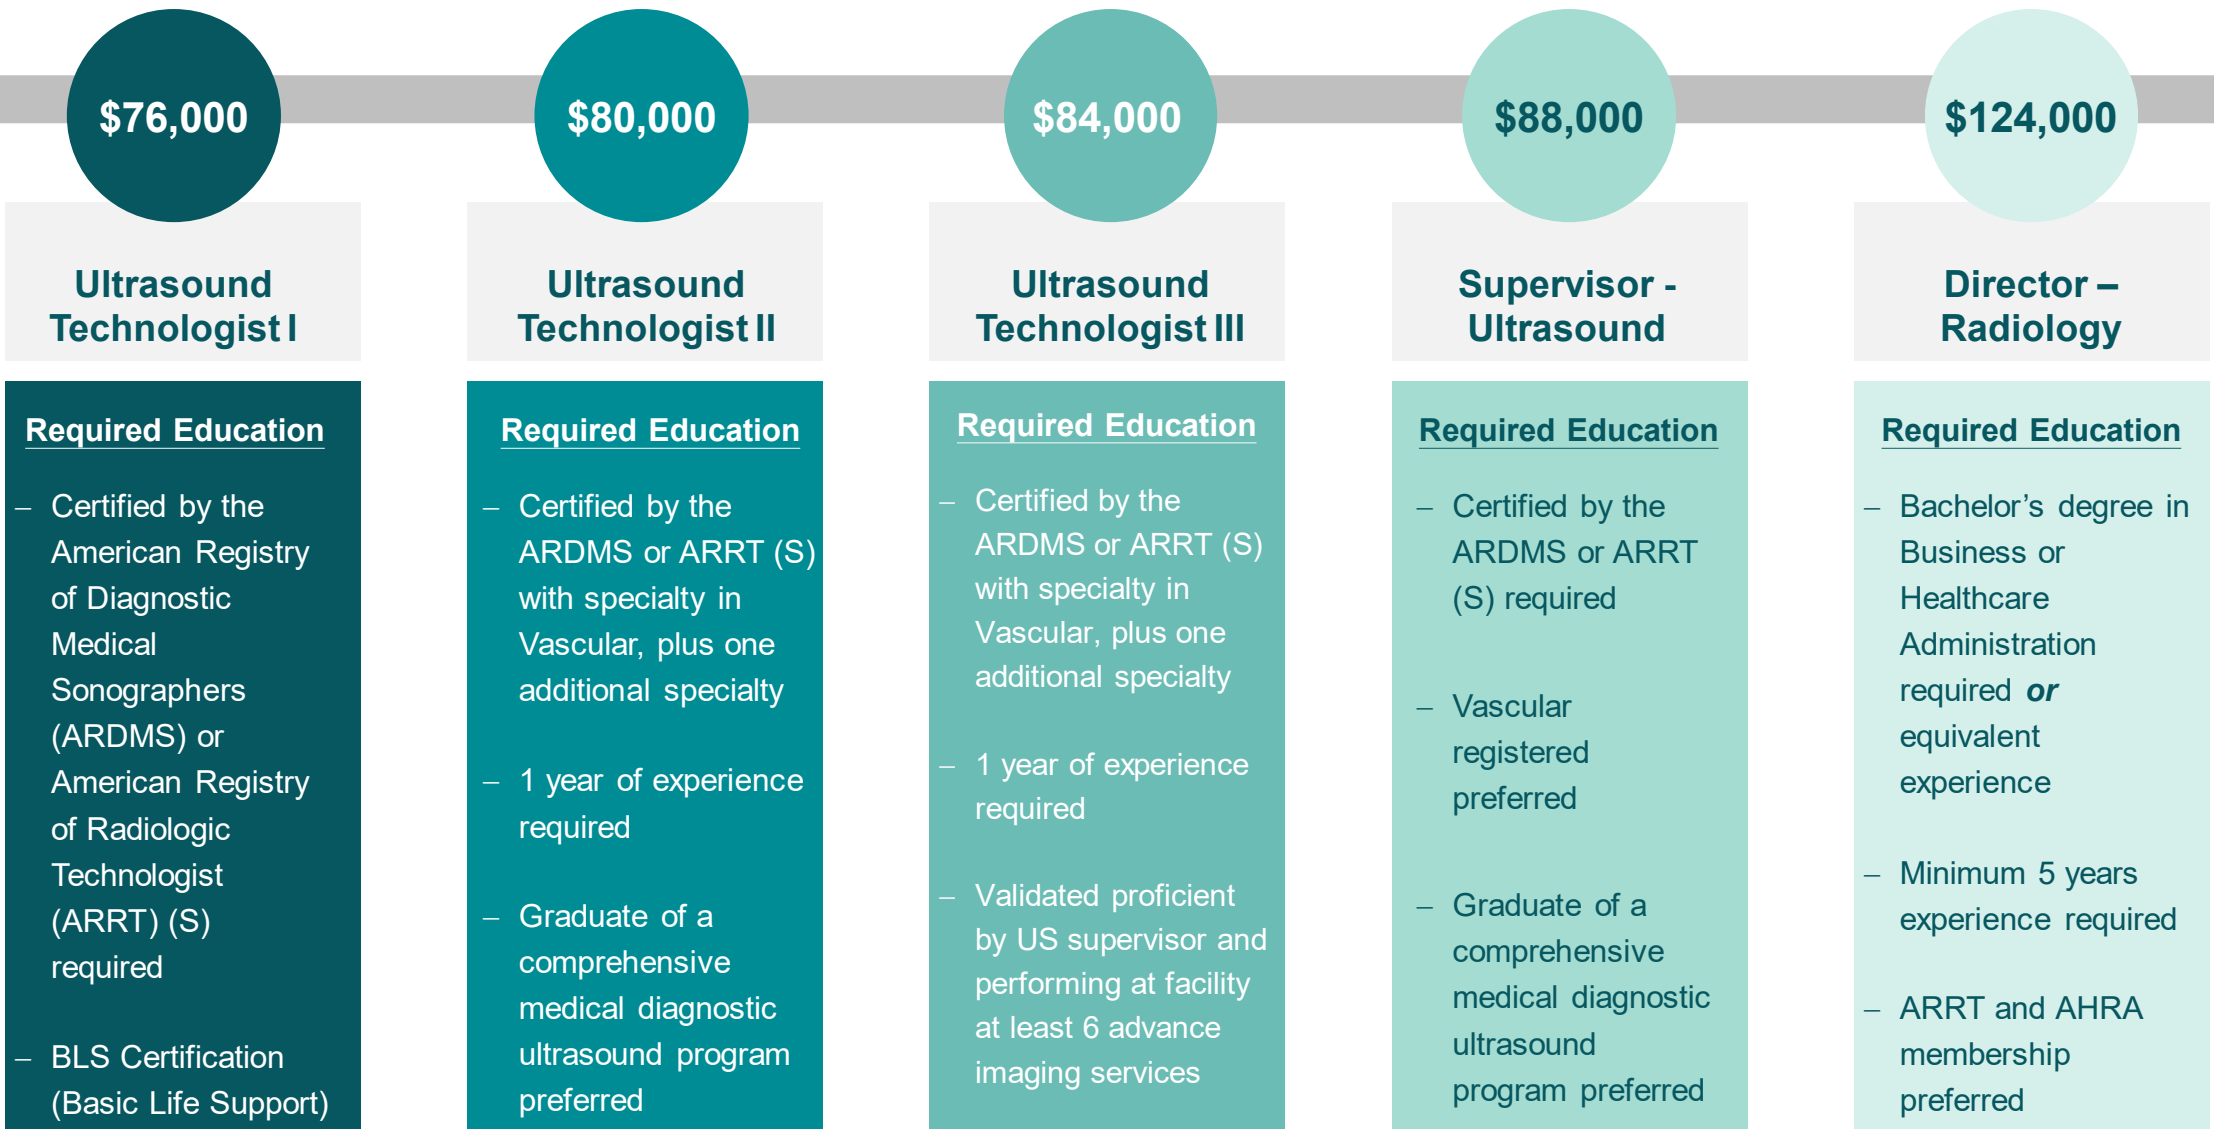 $76,000
$80,000
$84,000
$88,000
$124,000
Ultrasound
Technologist I
Ultrasound
Technologist II
Ultrasound
Technologist III
Supervisor -
Ultrasound
Director –
Radiology
Required Education
– Certified by the
American Registry
of Diagnostic
Medical
Sonographers
(ARDMS) or
American Registry
of Radiologic
Technologist
(ARRT) (S)
required
– BLS Certification
(Basic Life Support)
Required Education
– Certified by the
ARDMS or ARRT (S)
with specialty in
Vascular, plus one
additional specialty
– 1 year of experience
required
– Graduate of a
comprehensive
medical diagnostic
ultrasound program
preferred
Required Education
– Certified by the
ARDMS or ARRT (S)
with specialty in
Vascular, plus one
additional specialty
– 1 year of experience
required
– Validated proficient
by US supervisor and
performing at facility
at least 6 advance
imaging services
Required Education
– Certified by the
ARDMS or ARRT
(S) required
– Vascular
registered
preferred
– Graduate of a
comprehensive
medical diagnostic
ultrasound
program preferred
Required Education
– Bachelor’s degree in
Business or
Healthcare
Administration
required or
equivalent
experience
– Minimum 5 years
experience required
– ARRT and AHRA
membership
preferred